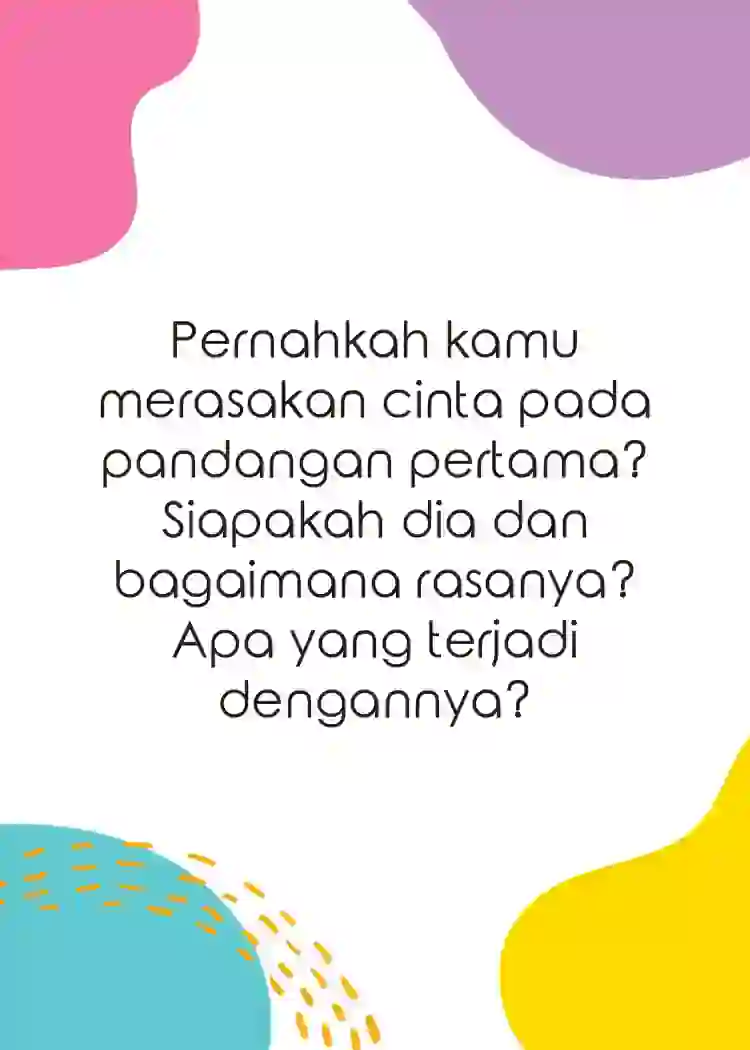 Pernahkah kamu
merasakan cinta pada
pandangan pertama?
Siapakah dia dan
bagaimana rasanya?
Apa yang terjadi
dengannya?